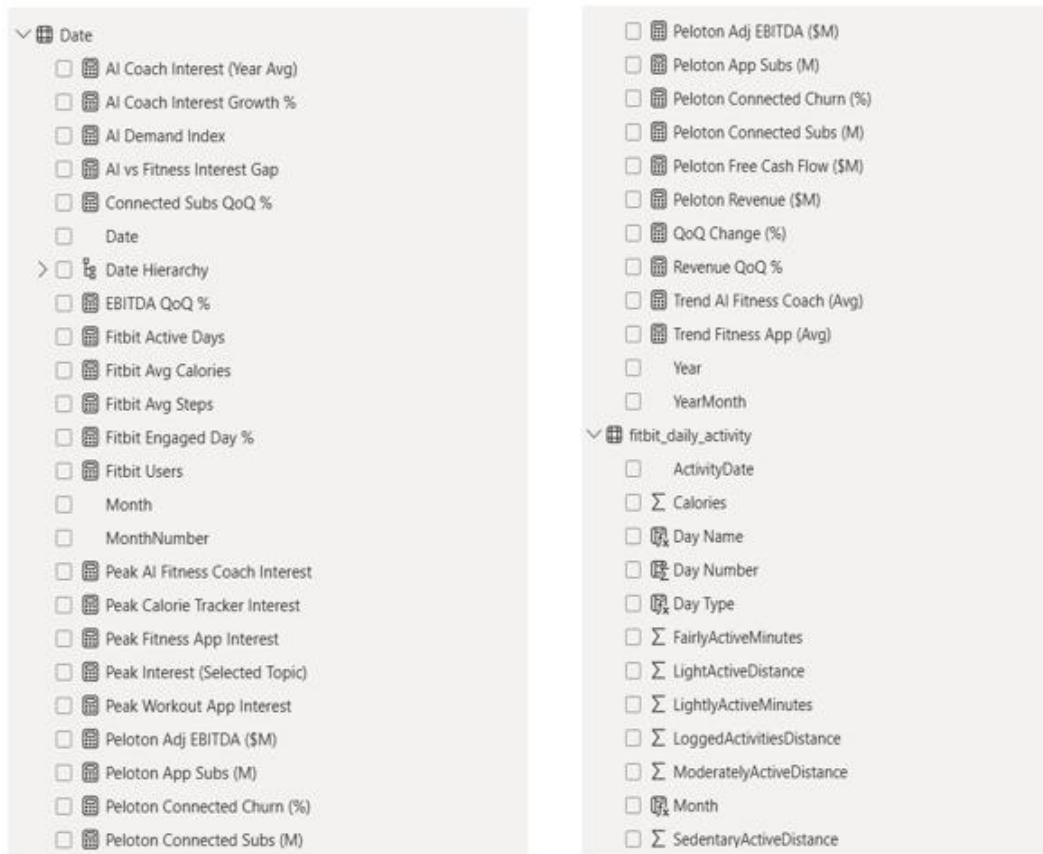 Date
AI Coach Interest (Year Avg)
AI Coach Interest Growth %
AI Demand Index
AI vs Fitness Interest Gap
Connected Subs QoQ %
Date
Date Hierarchy
EBITDA QoQ %
Fitbit Active Days
Fitbit Avg Calories
Fitbit Avg Steps
Fitbit Engaged Day %
Fitbit Users
Month
MonthNumber
Peak AI Fitness Coach Interest
Peak Calorie Tracker Interest
Peak Fitness App Interest
Peak Interest (Selected Topic)
Peak Workout App Interest
Peloton Adj EBITDA ($M)
Peloton App Subs (M)
Peloton Connected Churn (%)
Peloton Connected Subs (M)
Peloton Adj EBITDA ($M)
Peloton App Subs (M)
Peloton Connected Churn (%)
Peloton Connected Subs (M)
Peloton Free Cash Flow ($M)
Peloton Revenue ($M)
QoQ Change (%)
Revenue QoQ %
Trend AI Fitness Coach (Avg)
Trend Fitness App (Avg)
Year
YearMonth
fitbit_daily_activity
ActivityDate
Calories
Day Name
Day Number
Day Type
FairlyActiveMinutes
LightActiveDistance
LightlyActiveMinutes
LoggedActivitiesDistance
ModeratelyActiveDistance
Month
SedentaryActiveDistance